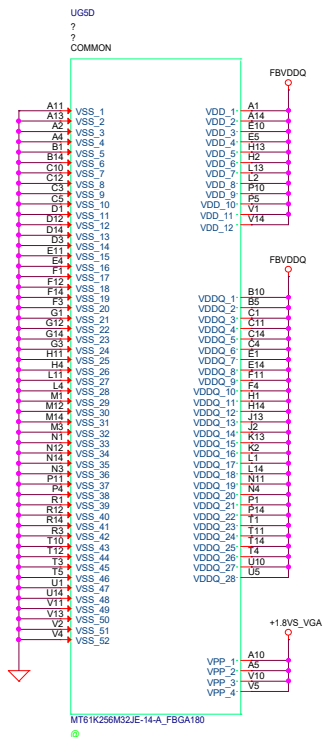 UG5D
?
?
COMMON
A11 VSS_1
A13 VSS_2
A2 VSS_3
A4 VSS_4
B1 VSS_5
B14 VSS_6
C10 VSS_7
C12 VSS_8
C3 VSS_9
C5 VSS_10
D1 VSS_11
D12 VSS_12
D14 VSS_13
D3 VSS_14
E11 VSS_15
E4 VSS_16
F1 VSS_17
F12 VSS_18
F14 VSS_19
F3 VSS_20
G1 VSS_21
G12 VSS_22
G14 VSS_23
G3 VSS_24
H11 VSS_25
H4 VSS_26
L11 VSS_27
L4 VSS_28
M1 VSS_29
M12 VSS_30
M14 VSS_31
M3 VSS_32
N1 VSS_33
N12 VSS_34
N14 VSS_35
N3 VSS_36
P11 VSS_37
P4 VSS_38
R1 VSS_39
R12 VSS_40
R14 VSS_41
R3 VSS_42
T10 VSS_43
T12 VSS_44
T3 VSS_45
T5 VSS_46
U1 VSS_47
U14 VSS_48
V11 VSS_49
V13 VSS_50
V2 VSS_51
V4 VSS_52
FBVDDQ
VDD_1 A1
VDD_2 A14
VDD_3 E10
VDD_4 E5
VDD_5 H13
VDD_6 H2
VDD_7 L13
VDD_8 L2
VDD_9 P10
VDD_10 P5
VDD_11 V1
VDD_12 V14
FBVDDQ
VDDQ_1 B10
VDDQ_2 B5
VDDQ_3 C1
VDDQ_4 C11
VDDQ_5 C14
VDDQ_6 C4
VDDQ_7 E1
VDDQ_8 E14
VDDQ_9 F11
VDDQ_10 F4
VDDQ_11 H1
VDDQ_12 H14
VDDQ_13 J13
VDDQ_14 J2
VDDQ_15 K13
VDDQ_16 K2
VDDQ_17 L1
VDDQ_18 L14
VDDQ_19 N11
VDDQ_20 N4
VDDQ_21 P1
VDDQ_22 P14
VDDQ_23 T1
VDDQ_24 T11
VDDQ_25 T14
VDDQ_26 T4
VDDQ_27 U10
VDDQ_28 U5
+1.8VS_VGA
VPP_1 A10
VPP_2 A5
VPP_3 V10
VPP_4 V5
MT61K256M32JE-14-A_FBGA180
@